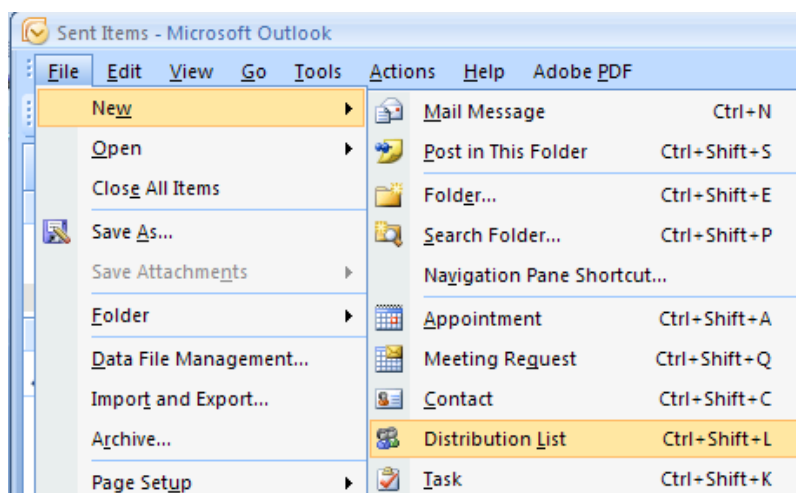 Sent Items - Microsoft Outlook
File Edit View Go Tools Actions Help Adobe PDF
New
Open
Close All Items
Save As...
Save Attachments
Folder
Data File Management...
Import and Export...
Archive...
Page Setup
Mail Message Ctrl+N
Post in This Folder Ctrl+Shift+S
Folder... Ctrl+Shift+E
Search Folder... Ctrl+Shift+P
Navigation Pane Shortcut...
Appointment Ctrl+Shift+A
Meeting Request Ctrl+Shift+Q
Contact Ctrl+Shift+C
Distribution List Ctrl+Shift+L
Task Ctrl+Shift+K